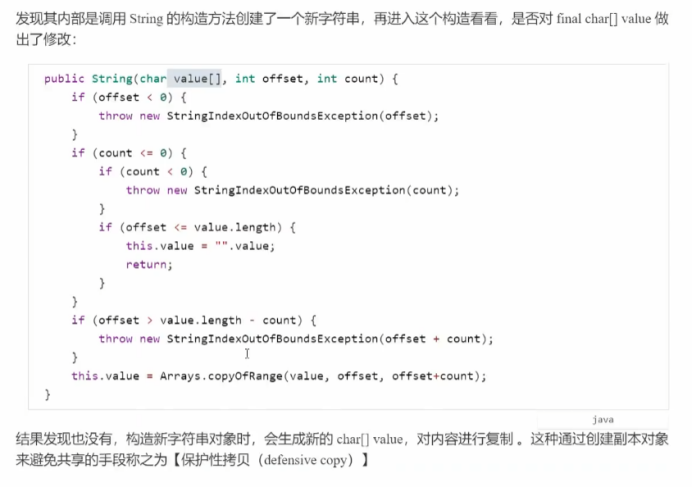 发现其内部是调用 String 的构造方法创建了一个新字符串，再进入这个构造看看，是否对 final char[] value 做
出了修改：
public String(char value[], int offset, int count) {
    if (offset < 0) {
        throw new StringIndexOutOfBoundsException(offset);
    }
    if (count <= 0) {
        if (count < 0) {
            throw new StringIndexOutOfBoundsException(count);
        }
        if (offset <= value.length) {
            this.value = "".value;
            return;
        }
    }
    if (offset > value.length - count) {
        throw new StringIndexOutOfBoundsException(offset + count);
    }
    this.value = Arrays.copyOfRange(value, offset, offset+count);
}
java
结果发现也没有，构造新字符串对象时，会生成新的 char[] value，对内容进行复制 。这种通过创建副本对象
来避免共享的手段称之为【保护性拷贝（defensive copy）】